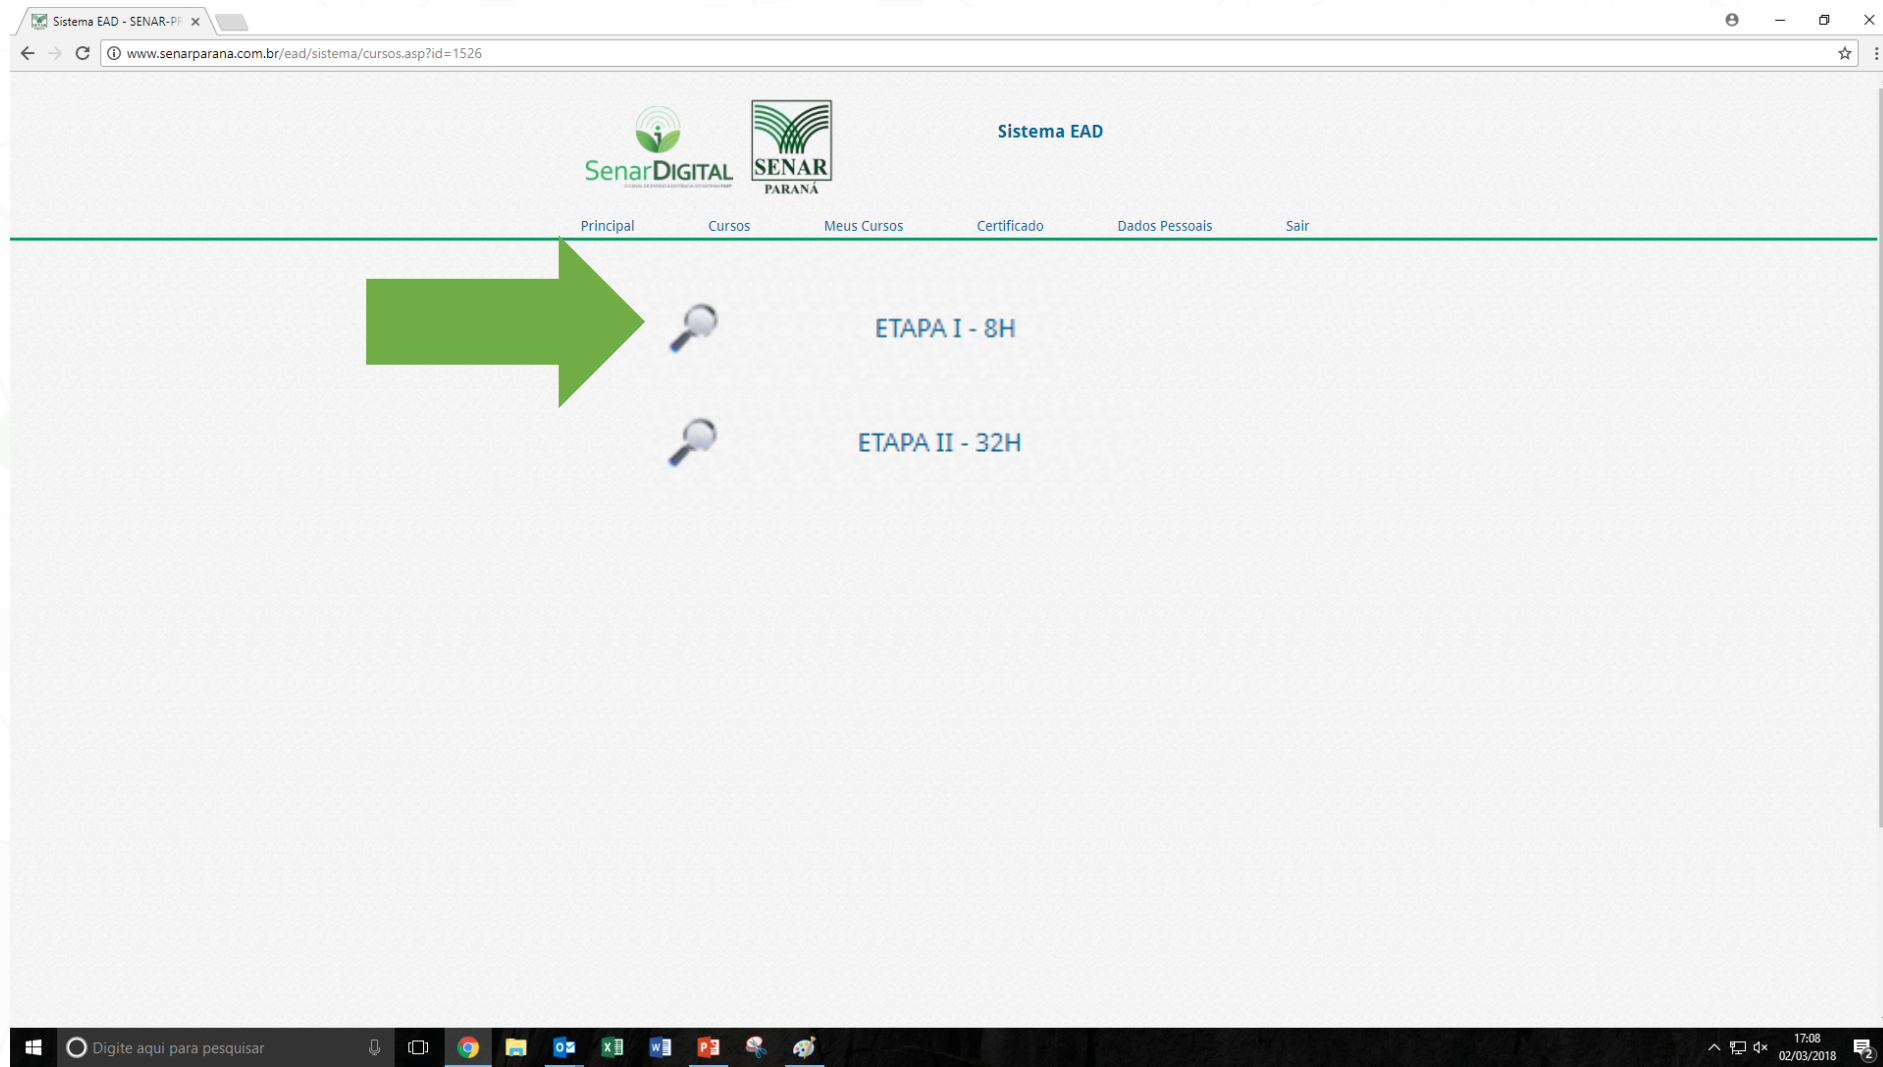 Sistema EAD - SENAR-PR
www.senarparana.com.br/ead/sistema/cursos.asp?id=1526
SenarDIGITAL
SENAR
PARANÁ
Sistema EAD
Principal Cursos Meus Cursos Certificado Dados Pessoais Sair
ETAPA I - 8H
ETAPA II - 32H
Digite aqui para pesquisar
17:08
02/03/2018
2